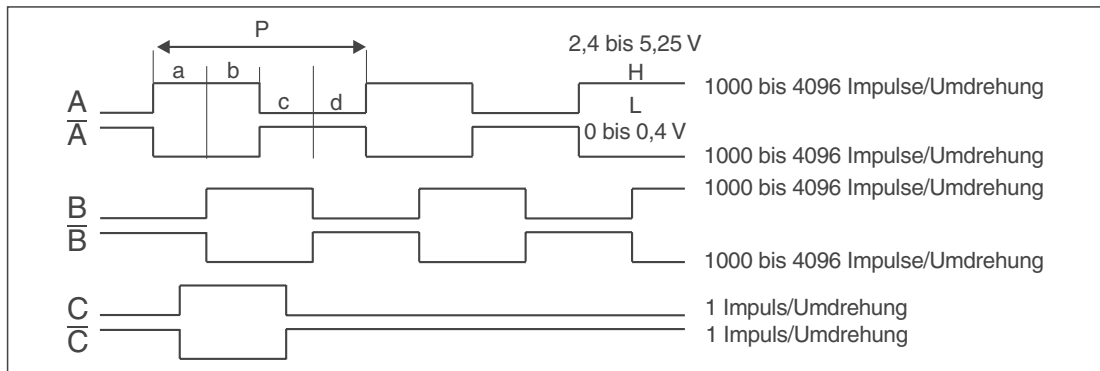 P
2,4 bis 5,25 V
a b c d
H
L
0 bis 0,4 V
A
A
1000 bis 4096 Impulse/Umdrehung
1000 bis 4096 Impulse/Umdrehung
B
B
1000 bis 4096 Impulse/Umdrehung
1000 bis 4096 Impulse/Umdrehung
C
C
1 Impuls/Umdrehung
1 Impuls/Umdrehung